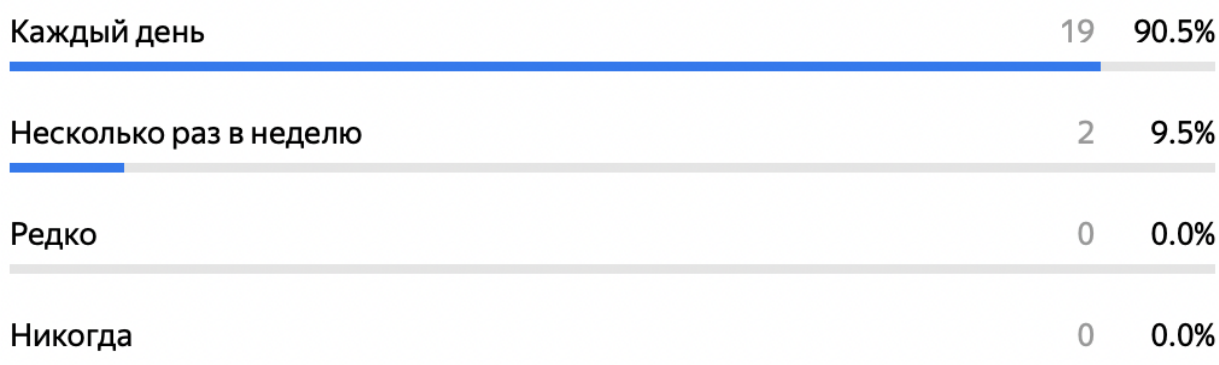 Каждый день 19 90.5%
Несколько раз в неделю 2 9.5%
Редко 0 0.0%
Никогда 0 0.0%